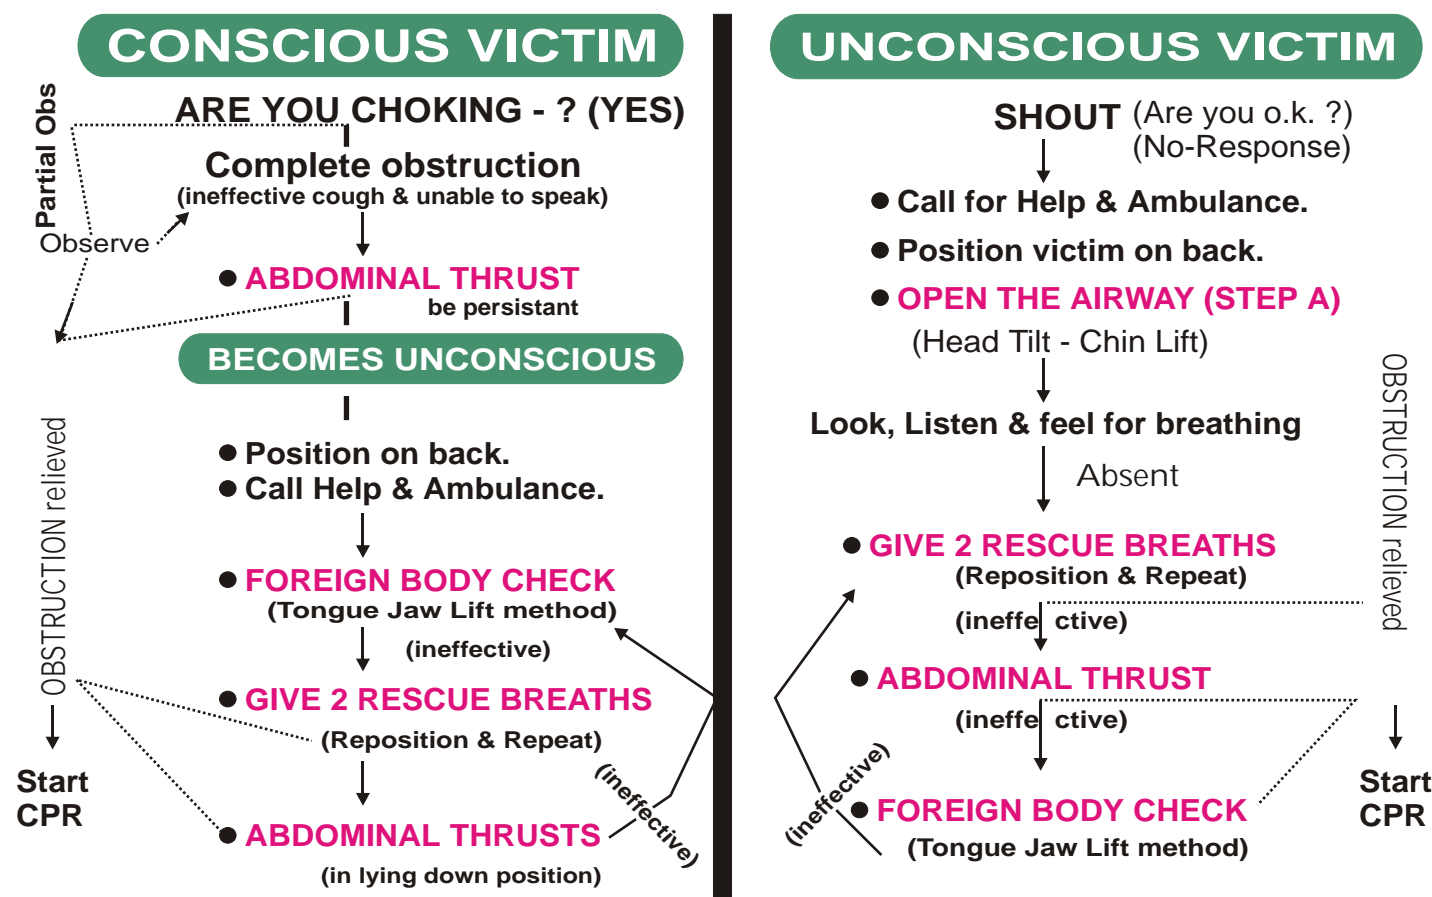 CONSCIOUS VICTIM
Partial Obs
ARE YOU CHOKING - ? (YES)
Complete obstruction
(ineffective cough & unable to speak)
Observe
ABDOMINAL THRUST
be persistant
BECOMES UNCONSCIOUS
Position on back.
Call Help & Ambulance.
OBSTRUCTION relieved
FOREIGN BODY CHECK
(Tongue Jaw Lift method)
(ineffective)
GIVE 2 RESCUE BREATHS
(Reposition & Repeat)
Start
CPR
(ineffective)
ABDOMINAL THRUSTS
(in lying down position)
UNCONSCIOUS VICTIM
SHOUT (Are you o.k. ?)
(No-Response)
Call for Help & Ambulance.
Position victim on back.
OPEN THE AIRWAY (STEP A)
(Head Tilt - Chin Lift)
Look, Listen & feel for breathing
Absent
OBSTRUCTION relieved
GIVE 2 RESCUE BREATHS
(Reposition & Repeat)
(ineffe ctive)
ABDOMINAL THRUST
(ineffe ctive)
(ineffective)
FOREIGN BODY CHECK
(Tongue Jaw Lift method)
Start
CPR